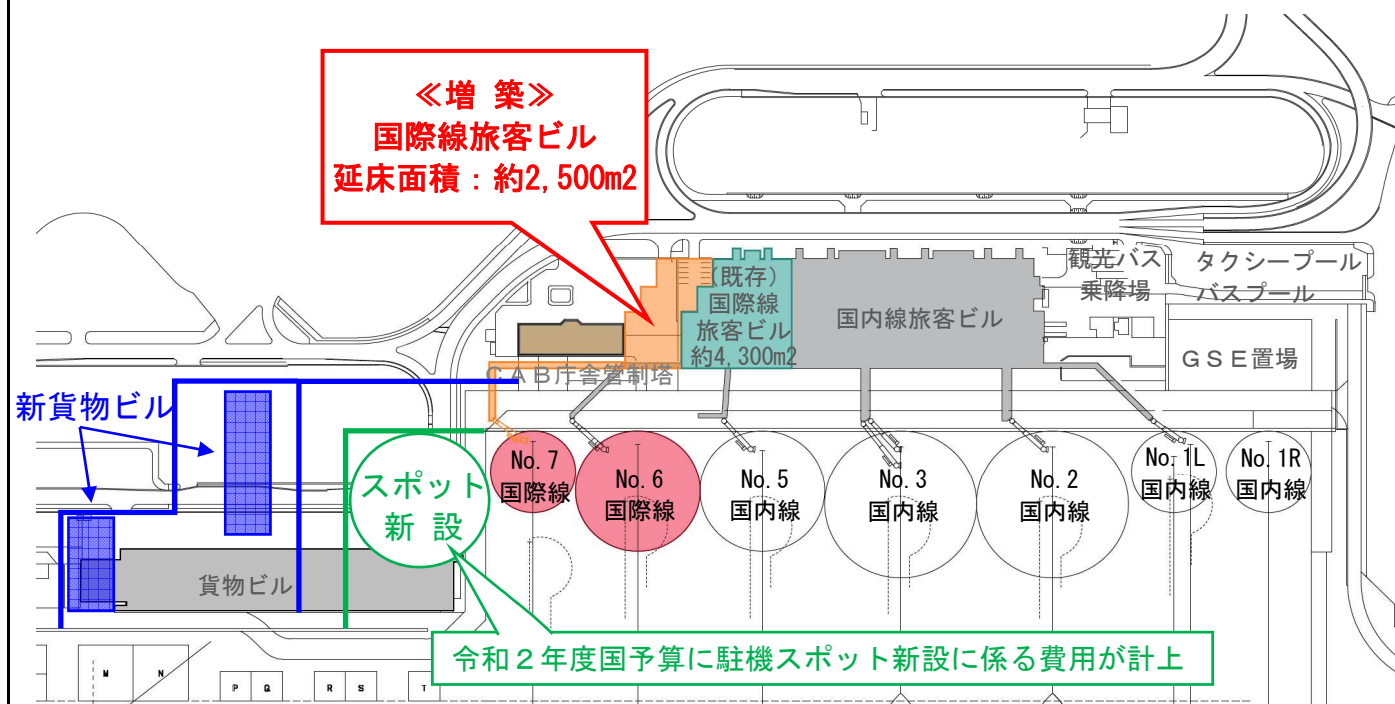 ≪増 築≫
国際線旅客ビル
延床面積：約2,500m2
(既存)
国際線
旅客ビル
約4,300m2
国内線旅客ビル
観光バス
乗降場
タクシープール
バスプール
GSE置場
CAB庁舎管制塔
新貨物ビル
スポット
新 設
No.7
国際線
No.6
国際線
No.5
国内線
No.3
国内線
No.2
国内線
No.1L
国内線
No.1R
国内線
貨物ビル
令和２年度国予算に駐機スポット新設に係る費用が計上
M
N
P
Q
R
S
T